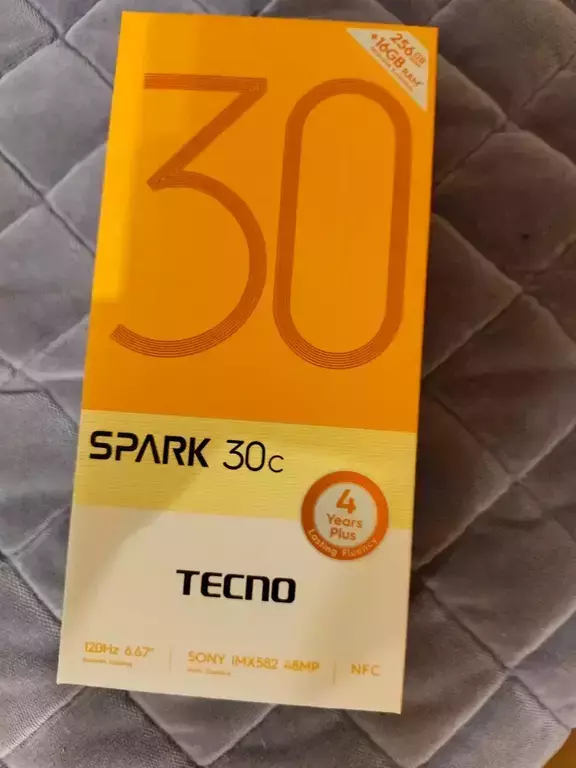 256GB
+16GB RAM*
30
SPARK 30C
4
Years
Plus
Lasting Fluency
TECNO
120Hz 6.67"
SONY IMX582 48MP
NFC